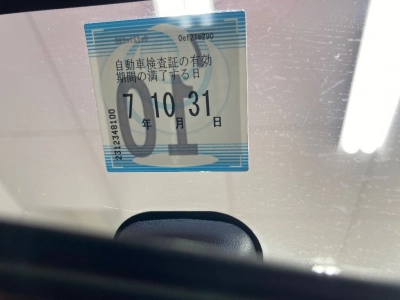 自動車検査証の有効
期間の満了する日
7 10 31
年 月 日
2312348100